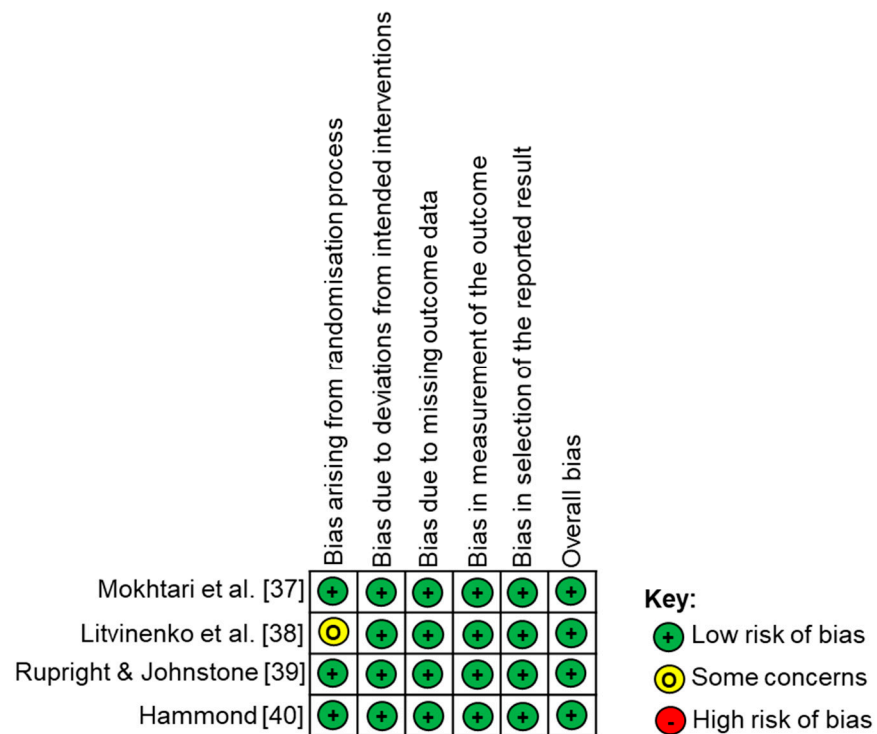 Bias arising from randomisation process
Bias due to deviations from intended interventions
Bias due to missing outcome data
Bias in measurement of the outcome
Bias in selection of the reported result
Overall bias
Mokhtari et al. [37] + + + + + +
Litvinenko et al. [38] O + + + + +
Rupright & Johnstone [39] + + + + + +
Hammond [40] + + + + + +
Key:
+ Low risk of bias
O Some concerns
- High risk of bias